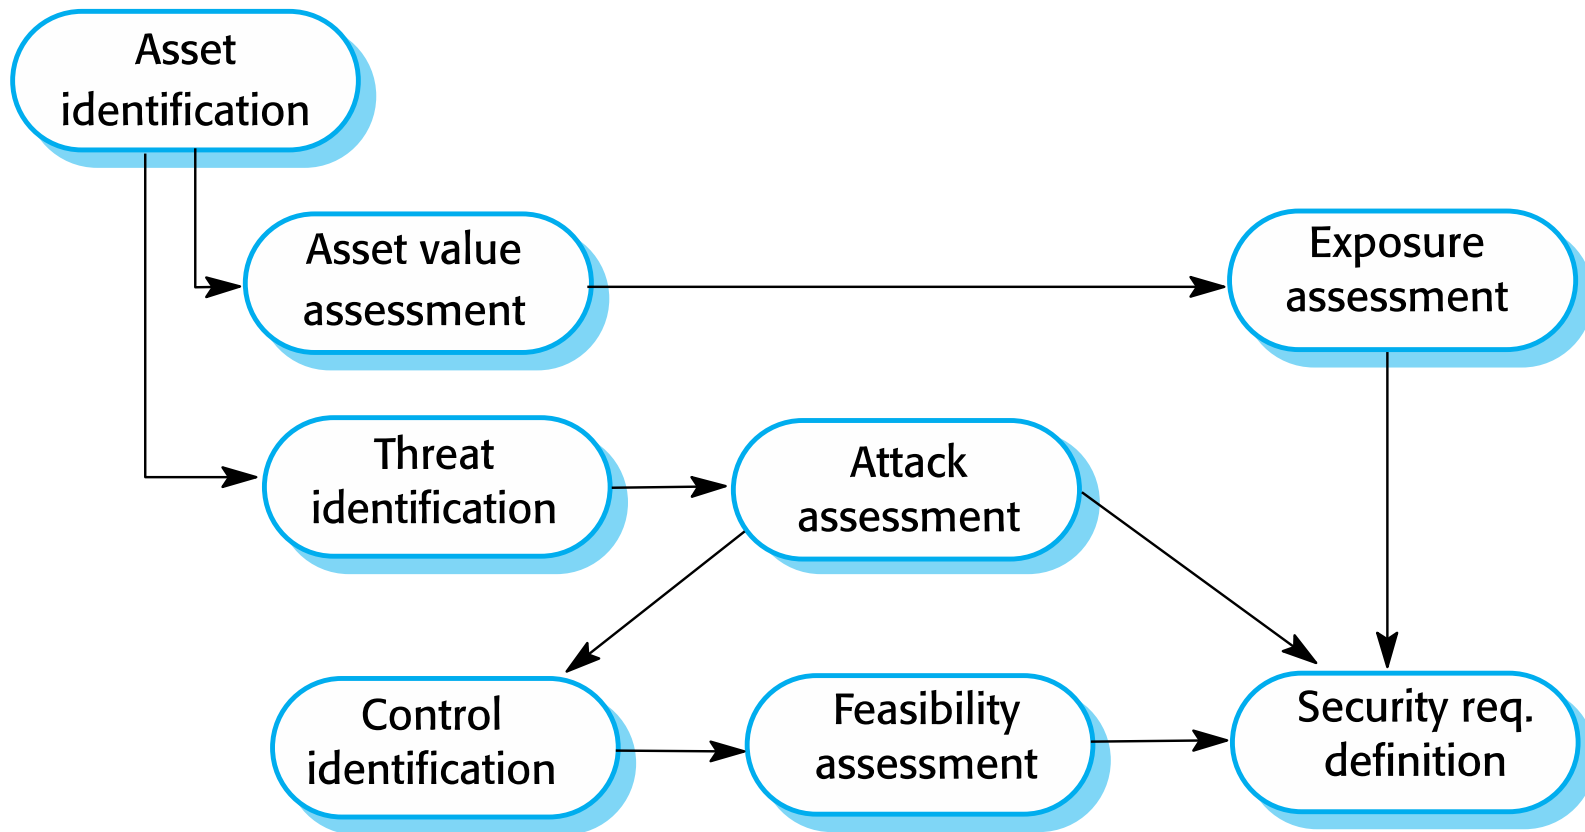 Asset
identification
Asset value
assessment
Exposure
assessment
Threat
identification
Attack
assessment
Control
identification
Feasibility
assessment
Security req.
definition